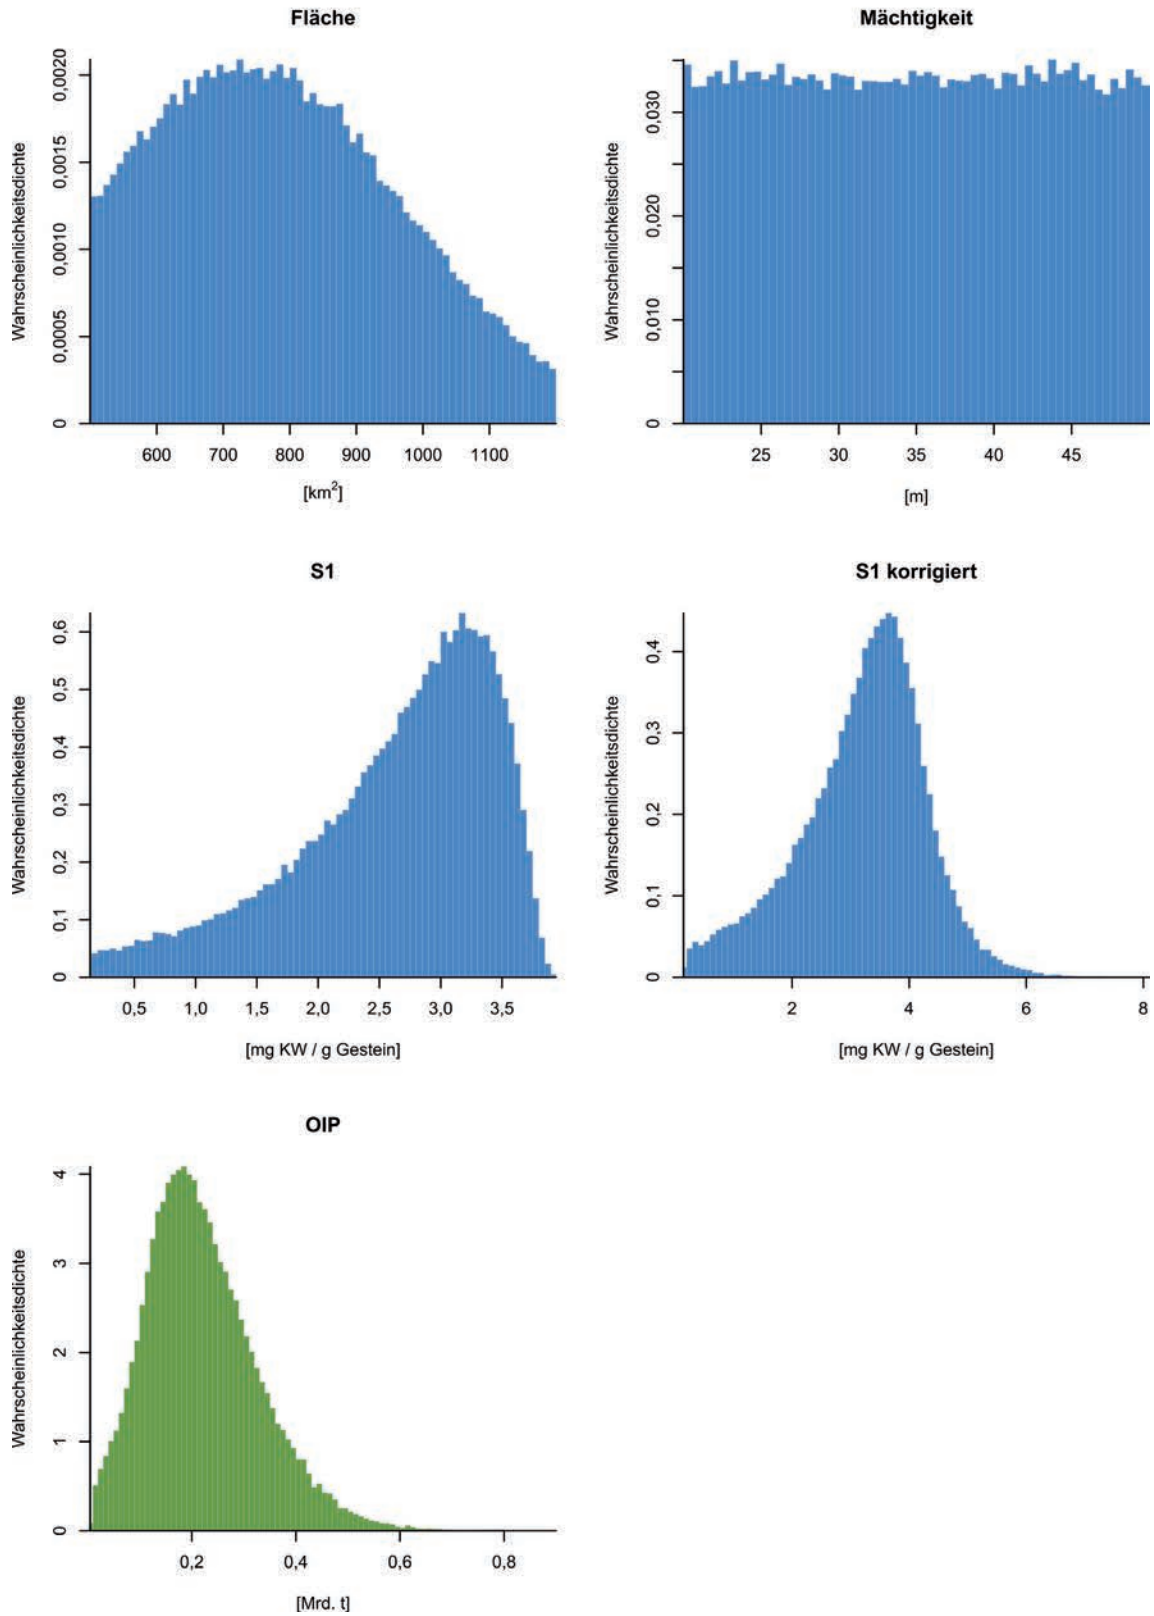 Fläche
Wahrscheinlichkeitsdichte
0,0020
0,0015
0,0010
0,0005
0
600 700 800 900 1000 1100
[km²]
Mächtigkeit
Wahrscheinlichkeitsdichte
0,030
0,020
0,010
0
25 30 35 40 45
[m]
S1
Wahrscheinlichkeitsdichte
0,6
0,5
0,4
0,3
0,2
0,1
0
0,5 1,0 1,5 2,0 2,5 3,0 3,5
[mg KW / g Gestein]
S1 korrigiert
Wahrscheinlichkeitsdichte
0,4
0,3
0,2
0,1
0
2 4 6 8
[mg KW / g Gestein]
OIP
Wahrscheinlichkeitsdichte
4
3
2
1
0
0,2 0,4 0,6 0,8
[Mrd. t]